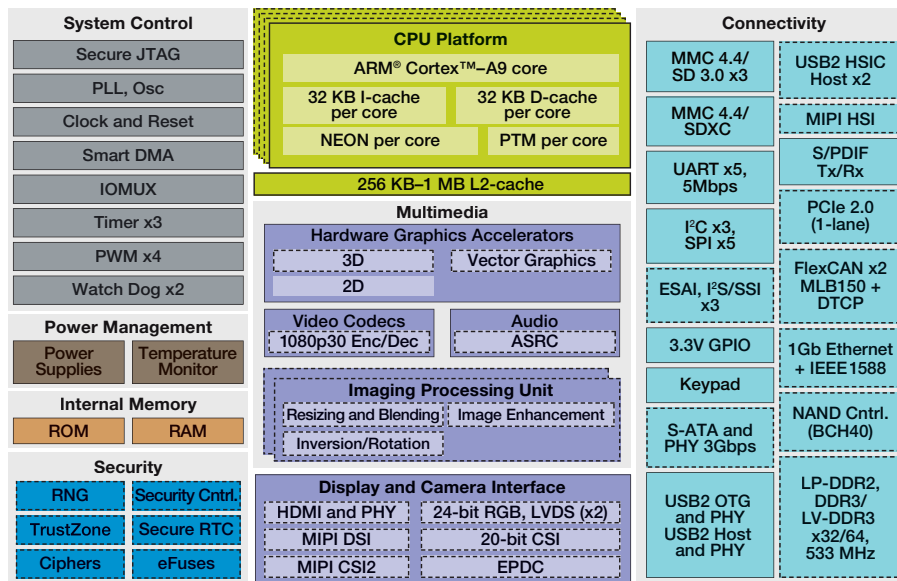 System Control
Secure JTAG
PLL, Osc
Clock and Reset
Smart DMA
IOMUX
Timer x3
PWM x4
Watch Dog x2
Power Management
Power
Supplies
Temperature
Monitor
Internal Memory
ROM
RAM
Security
RNG
Security Cntrl.
TrustZone
Secure RTC
Ciphers
eFuses
CPU Platform
ARM® Cortex™–A9 core
32 KB I-cache
per core
32 KB D-cache
per core
NEON per core
PTM per core
256 KB–1 MB L2-cache
Multimedia
Hardware Graphics Accelerators
3D
Vector Graphics
2D
Video Codecs
1080p30 Enc/Dec
Audio
ASRC
Imaging Processing Unit
Resizing and Blending
Image Enhancement
Inversion/Rotation
Display and Camera Interface
HDMI and PHY
24-bit RGB, LVDS (x2)
MIPI DSI
20-bit CSI
MIPI CSI2
EPDC
Connectivity
MMC 4.4/
SD 3.0 x3
MMC 4.4/
SDXC
UART x5,
5Mbps
I²C x3,
SPI x5
ESAI, I²S/SSI
x3
3.3V GPIO
Keypad
S-ATA and
PHY 3Gbps
USB2 OTG
and PHY
USB2 Host
and PHY
USB2 HSIC
Host x2
MIPI HSI
S/PDIF
Tx/Rx
PCIe 2.0
(1-lane)
FlexCAN x2
MLB150 +
DTCP
1Gb Ethernet
+ IEEE1588
NAND Cntrl.
(BCH40)
LP-DDR2,
DDR3/
LV-DDR3
x32/64,
533 MHz